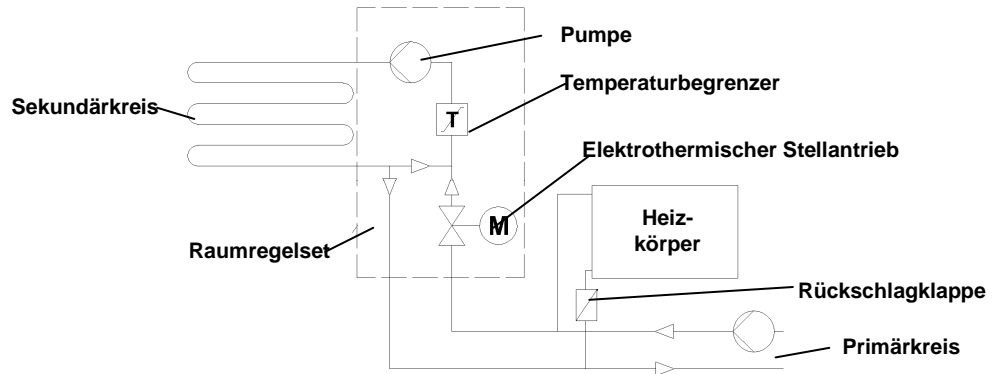 Pumpe
Temperaturbegrenzer
Sekundärkreis
T
Elektrothermischer Stellantrieb
M
Heiz-
körper
Raumregelset
Rückschlagklappe
Primärkreis